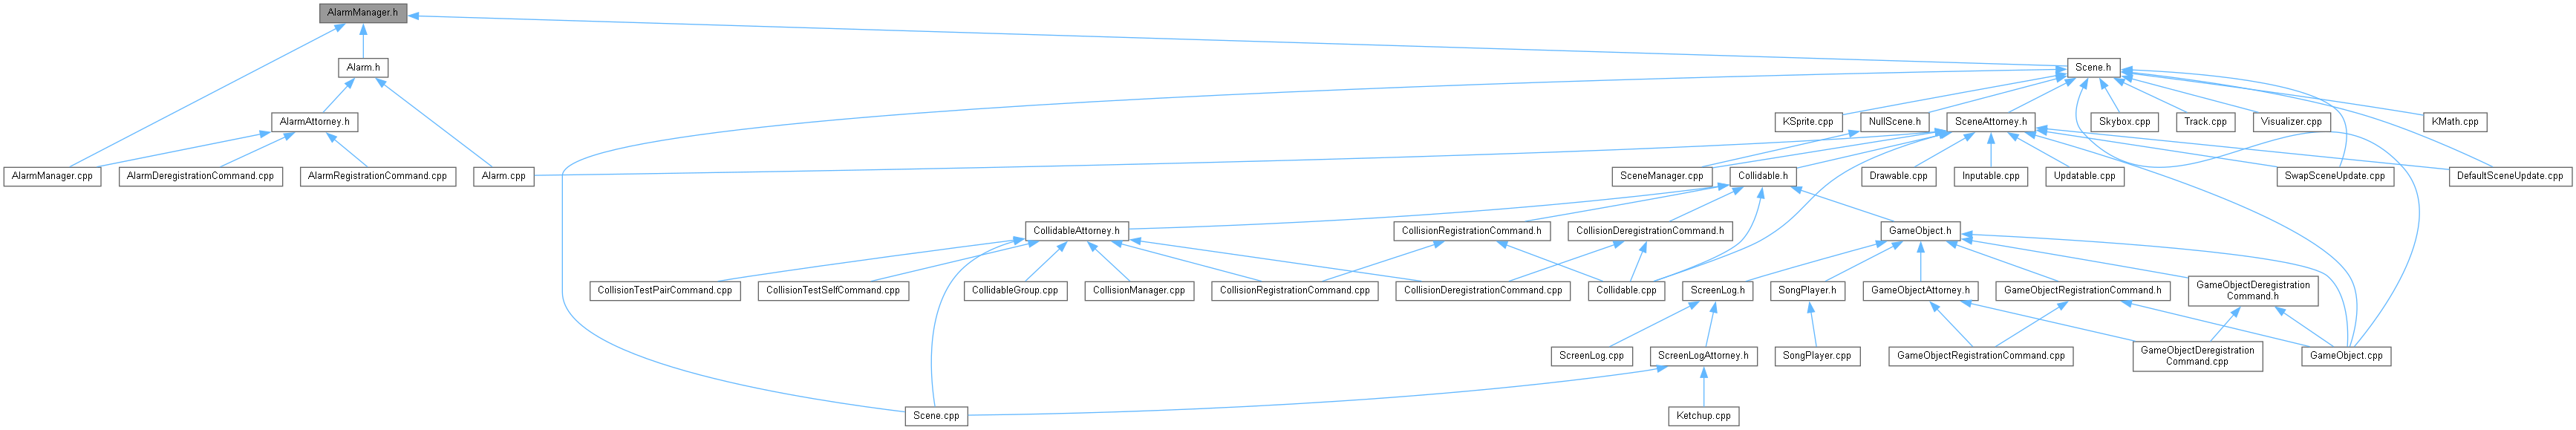 AlarmManager.h
Alarm.h
Scene.h
AlarmAttorney.h
KSprite.cpp
NullScene.h
SceneAttorney.h
Skybox.cpp
Track.cpp
Visualizer.cpp
KMath.cpp
AlarmManager.cpp
AlarmDeregistrationCommand.cpp
AlarmRegistrationCommand.cpp
Alarm.cpp
SceneManager.cpp
Collidable.h
Drawable.cpp
Inputable.cpp
Updatable.cpp
SwapSceneUpdate.cpp
DefaultSceneUpdate.cpp
CollidableAttorney.h
CollisionRegistrationCommand.h
CollisionDeregistrationCommand.h
GameObject.h
CollisionTestPairCommand.cpp
CollisionTestSelfCommand.cpp
CollidableGroup.cpp
CollisionManager.cpp
CollisionRegistrationCommand.cpp
CollisionDeregistrationCommand.cpp
Collidable.cpp
ScreenLog.h
SongPlayer.h
GameObjectAttorney.h
GameObjectRegistrationCommand.h
GameObjectDeregistration
Command.h
ScreenLog.cpp
ScreenLogAttorney.h
SongPlayer.cpp
GameObjectRegistrationCommand.cpp
GameObjectDeregistration
Command.cpp
GameObject.cpp
Scene.cpp
Ketchup.cpp